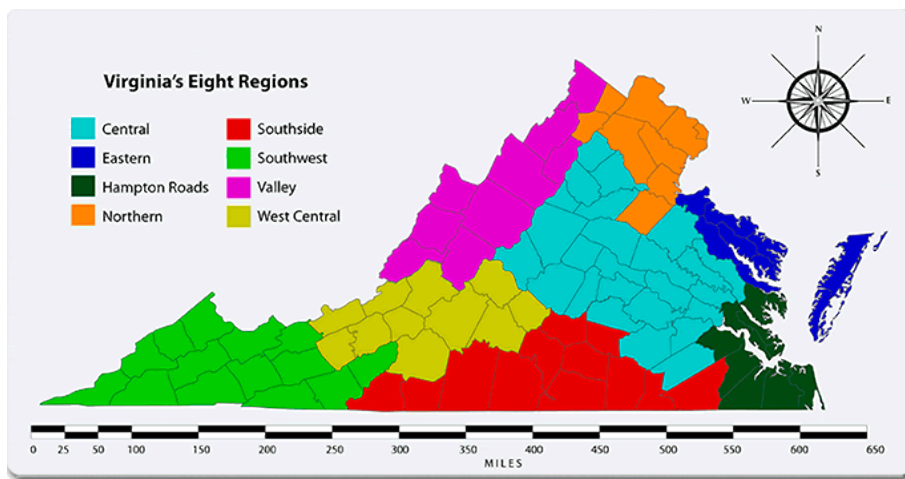 Virginia's Eight Regions
Central
Eastern
Hampton Roads
Northern
Southside
Southwest
Valley
West Central
N
W
E
S
0 25 50 100 150 200 250 300 350 400 450 500 550 600 650
MILES